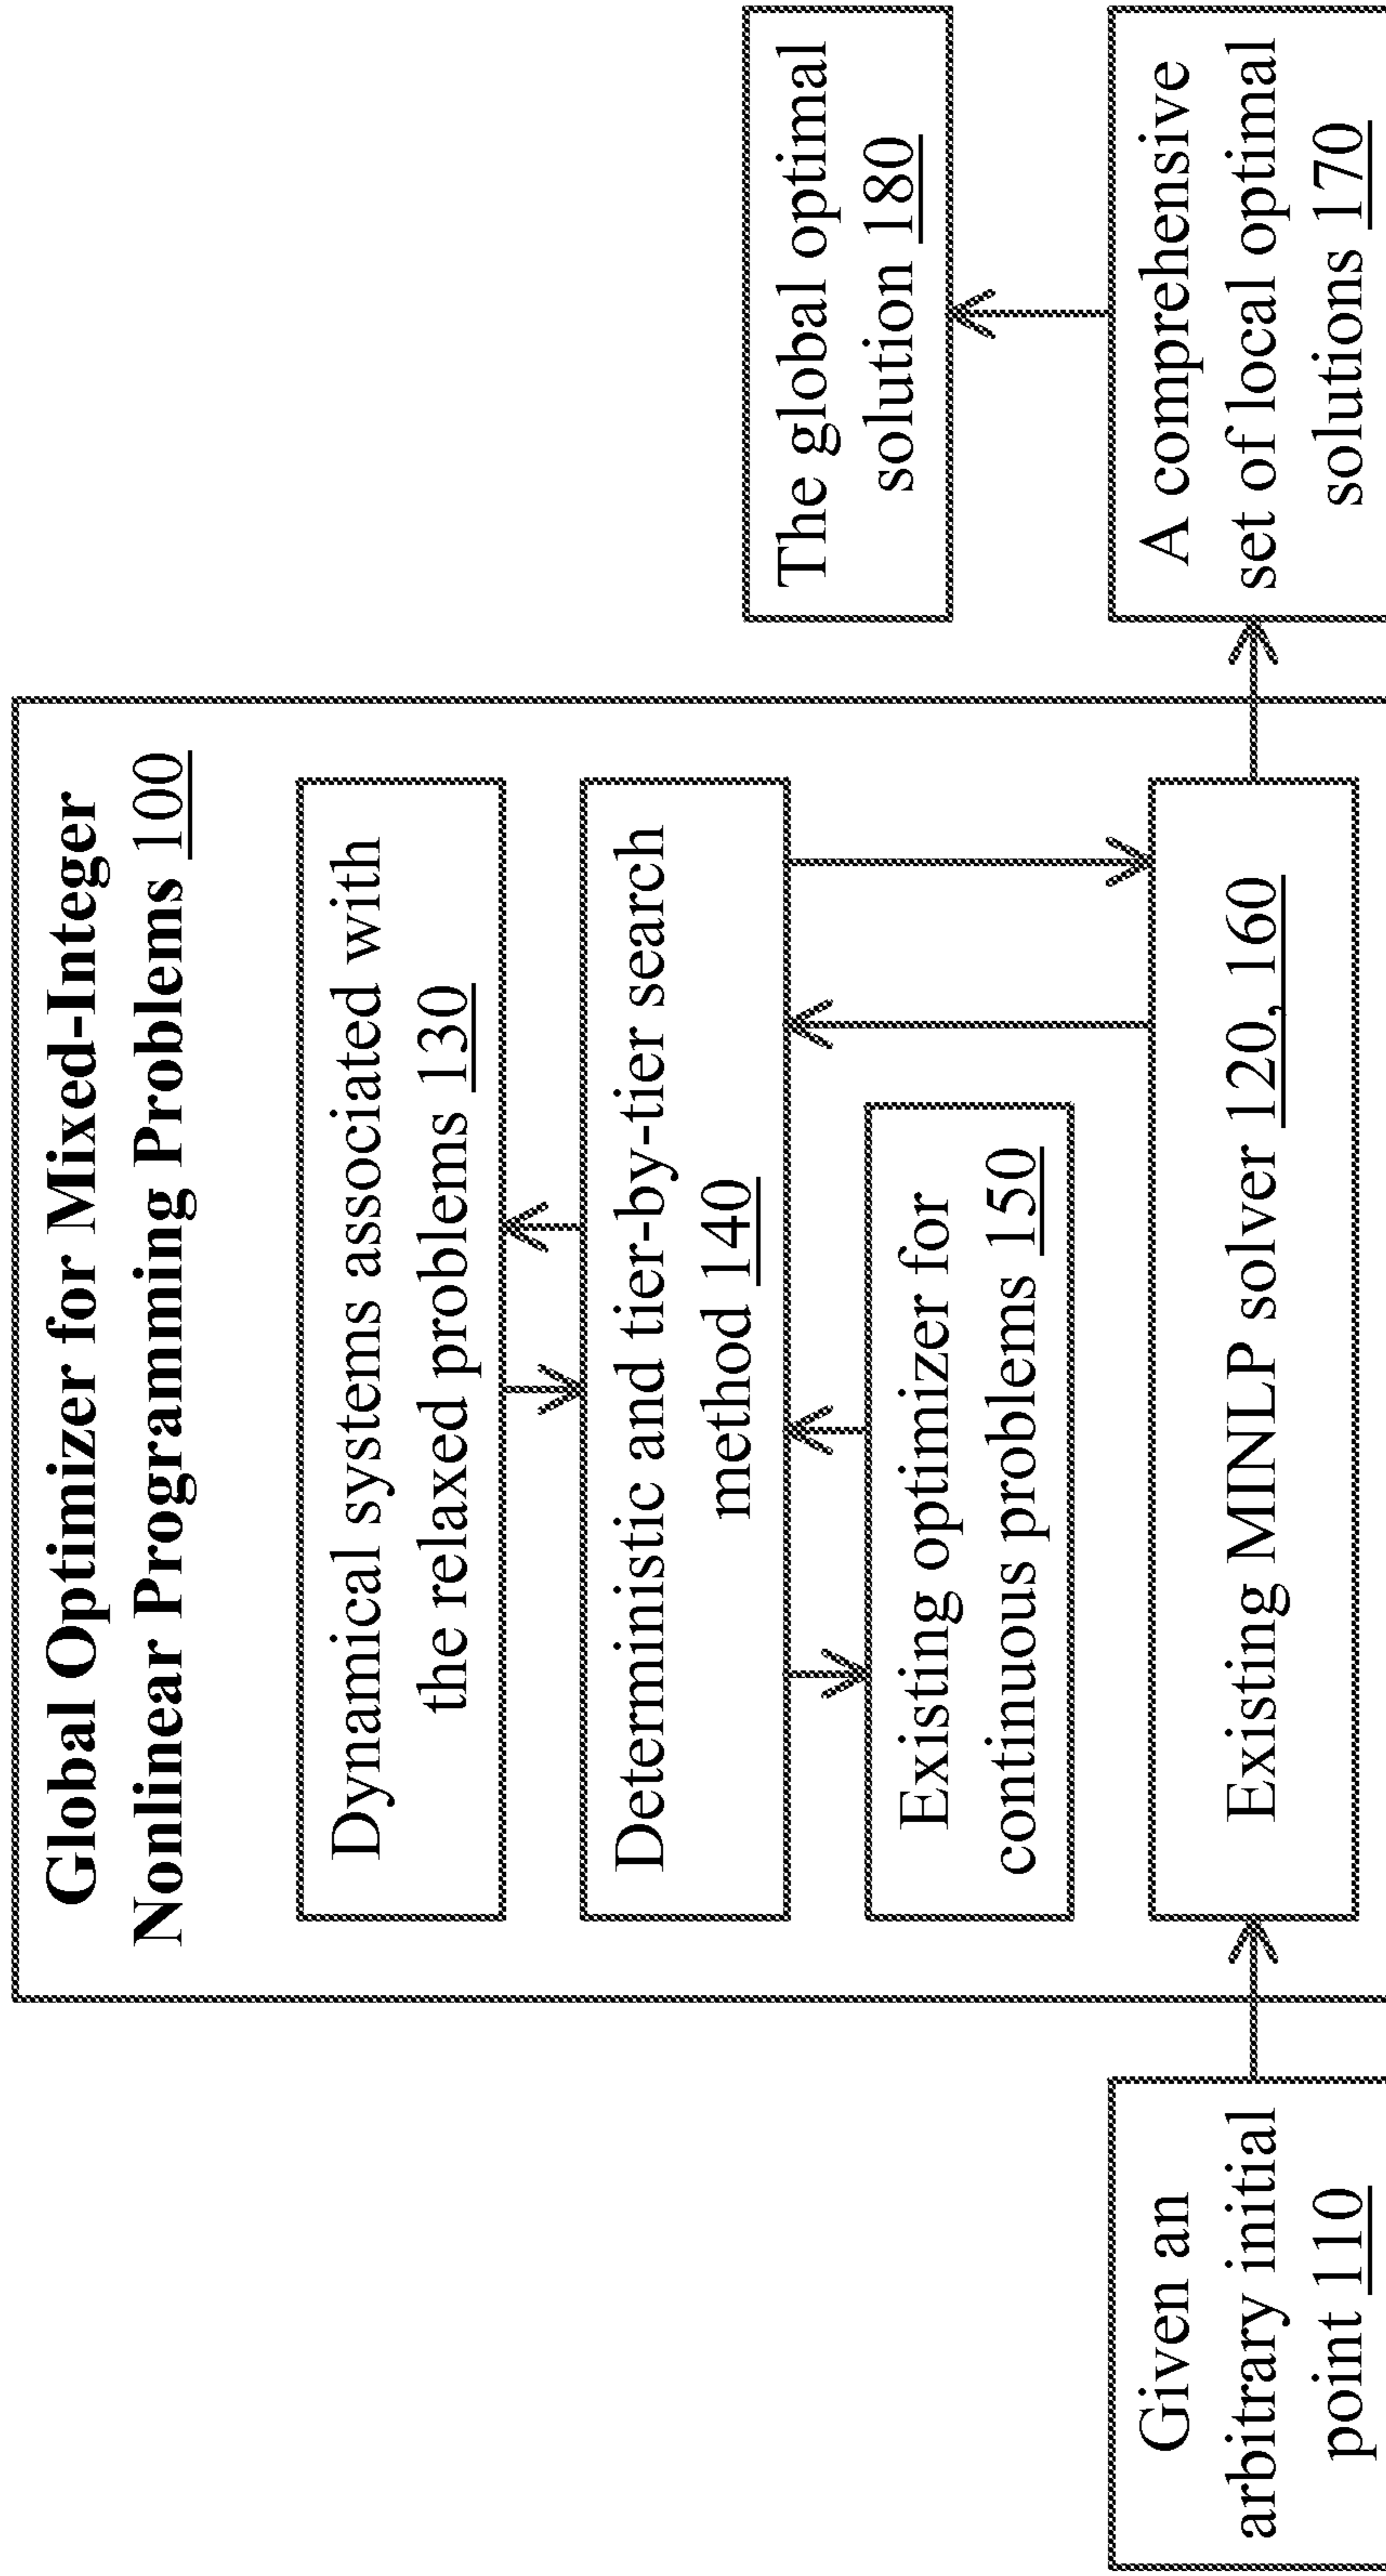 Global Optimizer for Mixed-Integer
Nonlinear Programming Problems 100
Dynamical systems associated with
the relaxed problems 130
Deterministic and tier-by-tier search
method 140
Existing optimizer for
continuous problems 150
Existing MINLP solver 120, 160
Given an
arbitrary initial
point 110
The global optimal
solution 180
A comprehensive
set of local optimal
solutions 170